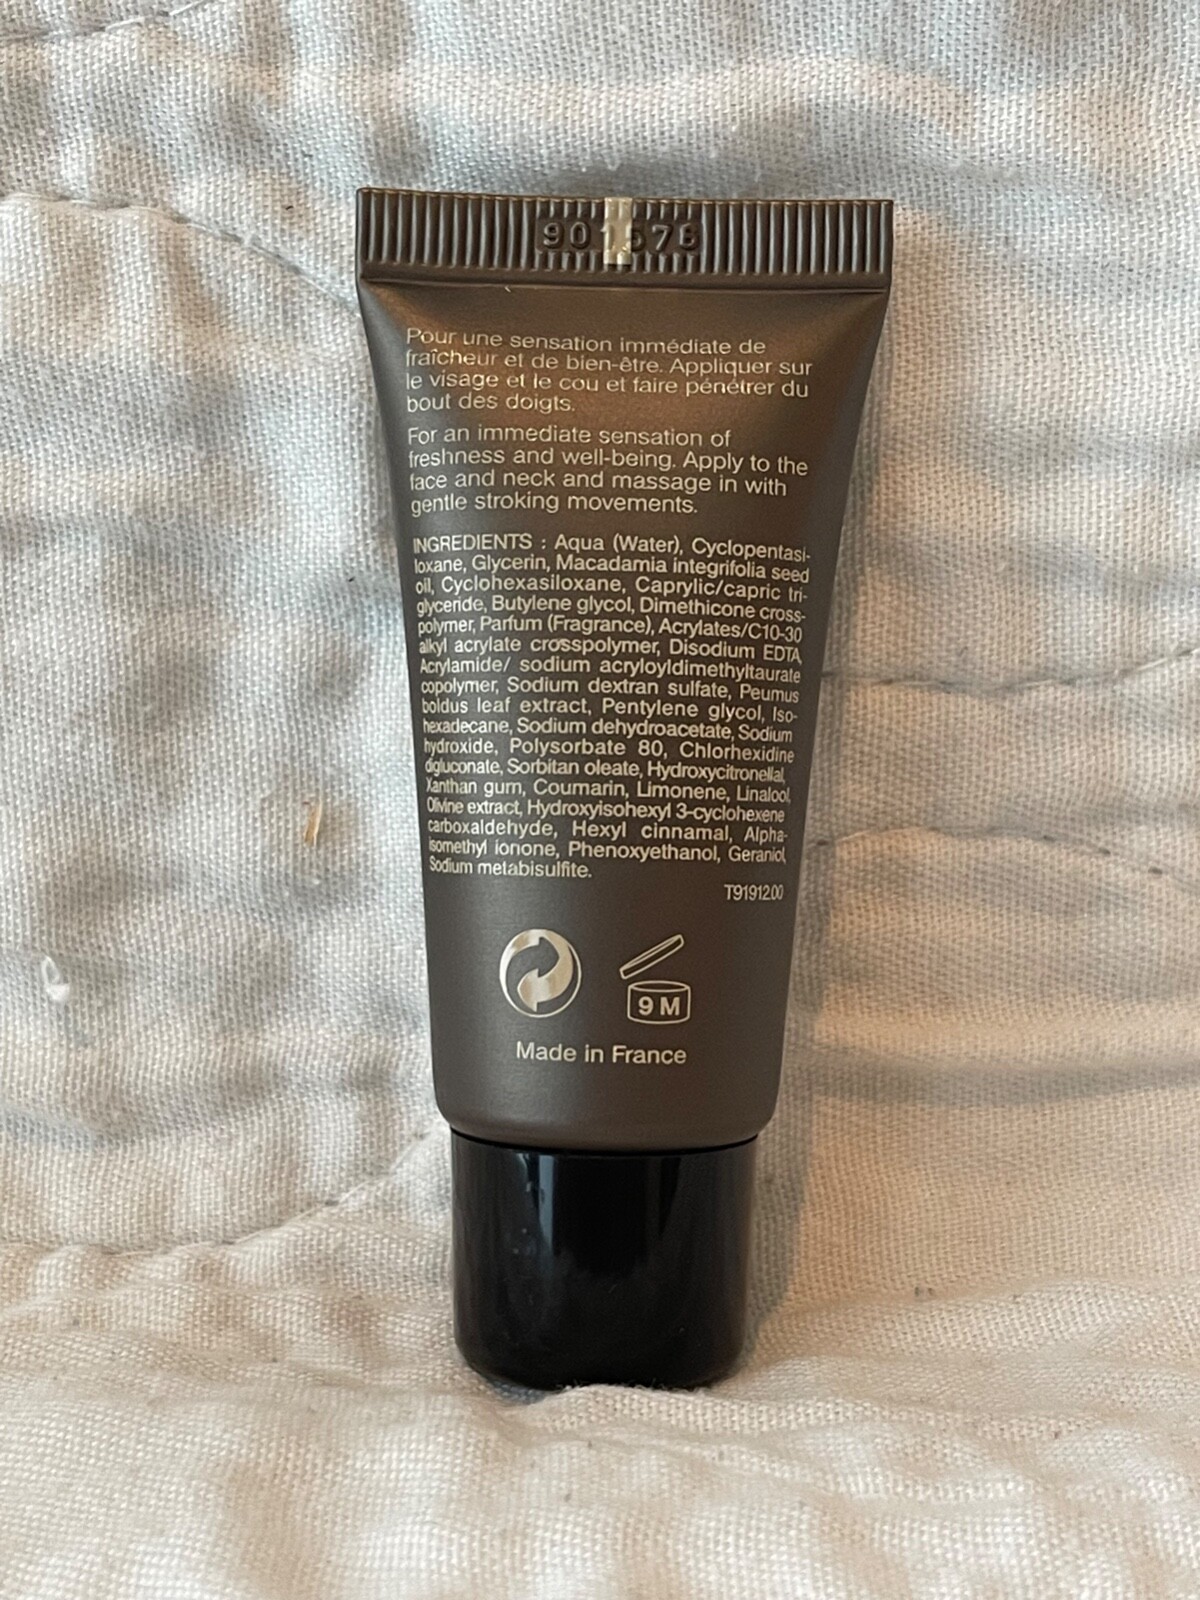 Pour une sensation immédiate de
fraîcheur et de bien-être. Appliquer sur
le visage et le cou et faire pénétrer du
bout des doigts.
For an immediate sensation of
freshness and well-being. Apply to the
face and neck and massage in with
gentle stroking movements.
INGREDIENTS : Aqua (Water), Cyclopentasi-
loxane, Glycerin, Macadamia integrifolia seed
oil, Cyclohexasiloxane, Caprylic/capric tri-
glyceride, Butylene glycol, Dimethicone cross-
polymer, Parfum (Fragrance), Acrylates/C10-30
alkyl acrylate crosspolymer, Disodium EDTA,
Acrylamide/ sodium acryloyldimethyltaurate
copolymer, Sodium dextran sulfate, Peumus
boldus leaf extract, Pentylene glycol, Iso-
hexadecane, Sodium dehydroacetate, Sodium
hydroxide, Polysorbate 80, Chlorhexidine
digluconate, Sorbitan oleate, Hydroxycitronellal,
Xanthan gum, Coumarin, Limonene, Linalool,
Olivine extract, Hydroxyisohexyl 3-cyclohexene
carboxaldehyde, Hexyl cinnamal, Alpha-
isomethyl ionone, Phenoxyethanol, Geraniol,
Sodium metabisulfite.
T91912.00
9 M
Made in France